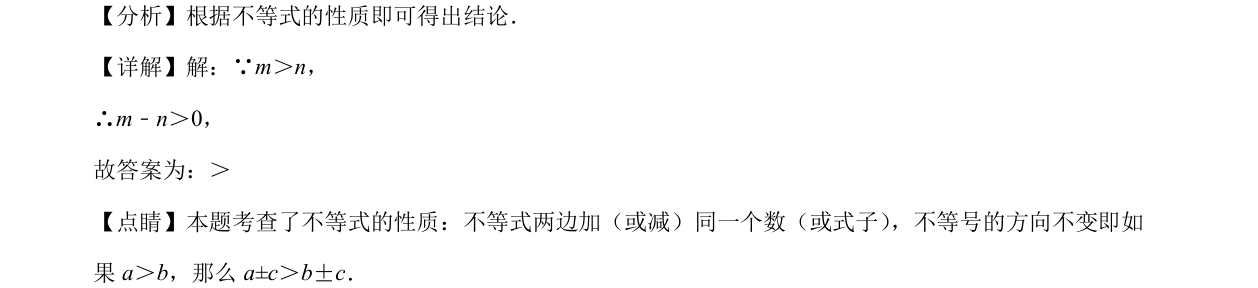 【分析】根据不等式的性质即可得出结论．
【详解】解：∵m＞n，
∴m﹣n＞0，
故答案为：＞
【点睛】本题考查了不等式的性质：不等式两边加（或减）同一个数（或式子），不等号的方向不变即如
果 a＞b，那么 a±c＞b±c．